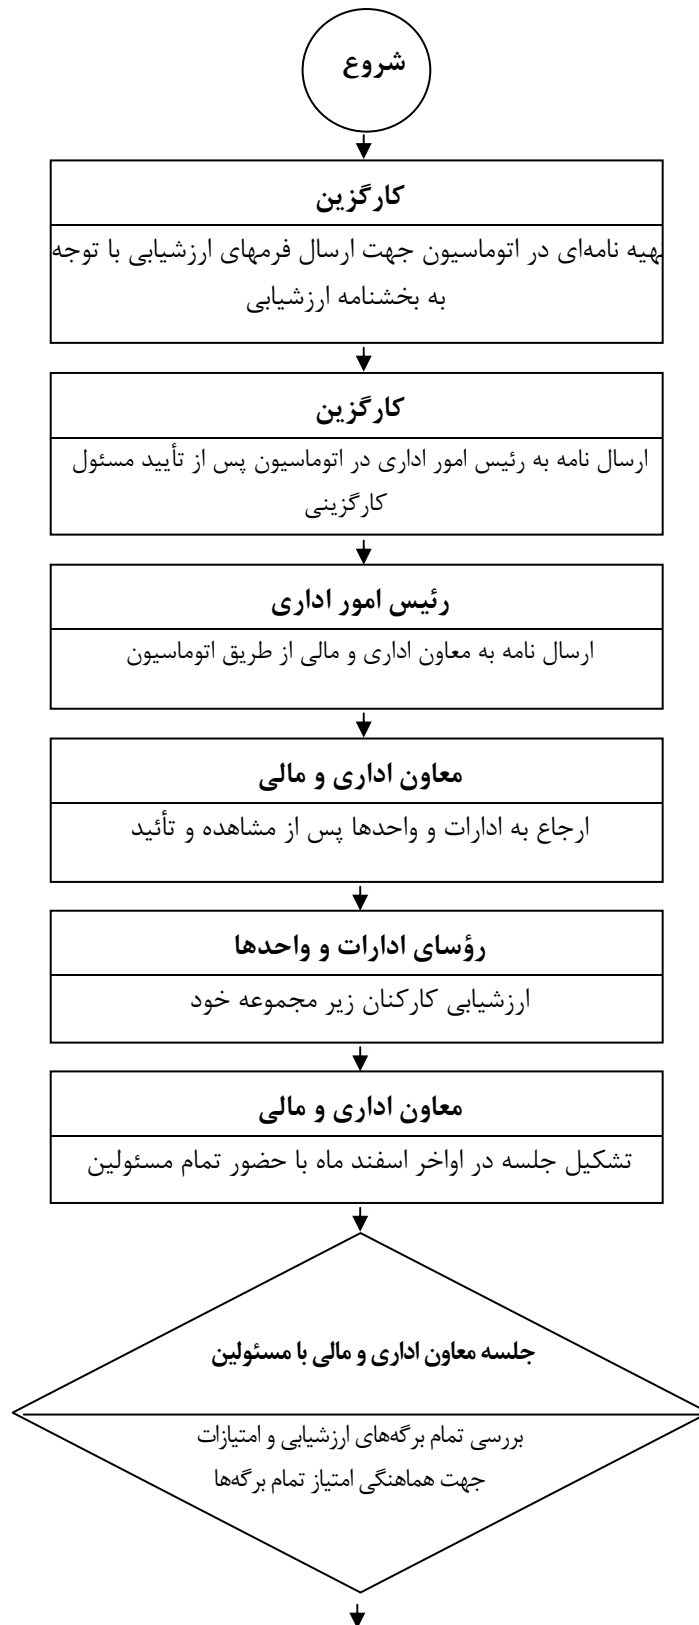 شروع
کارگزین
تهیه نامه‌ای در اتوماسیون جهت ارسال فرمهای ارزشیابی با توجه
به بخشنامه ارزشیابی
کارگزین
ارسال نامه به رئیس امور اداری در اتوماسیون پس از تأیید مسئول
کارگزینی
رئیس امور اداری
ارسال نامه به معاون اداری و مالی از طریق اتوماسیون
معاون اداری و مالی
ارجاع به ادارات و واحدها پس از مشاهده و تأئید
رؤسای ادارات و واحدها
ارزشیابی کارکنان زیر مجموعه خود
معاون اداری و مالی
تشکیل جلسه در اواخر اسفند ماه با حضور تمام مسئولین
جلسه معاون اداری و مالی با مسئولین
بررسی تمام برگه‌های ارزشیابی و امتیازات
جهت هماهنگی امتیاز تمام برگه‌ها